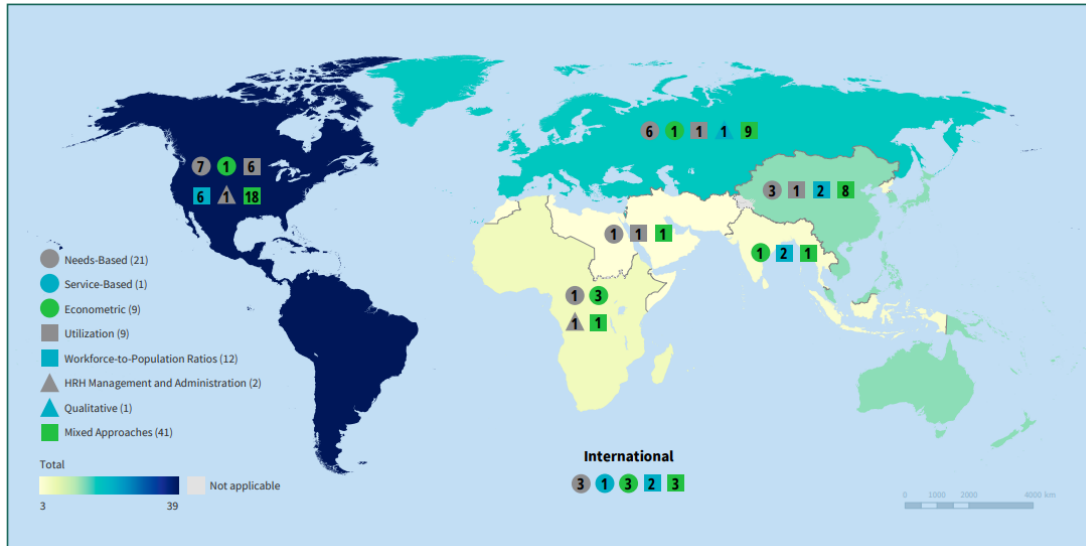 6 1 1 1 9
7 1 6
6 1 18
3 1 2 8
1 1 1
1 2 1
1 3
1 1
Needs-Based (21)
Service-Based (1)
Econometric (9)
Utilization (9)
Workforce-to-Population Ratios (12)
HRH Management and Administration (2)
Qualitative (1)
Mixed Approaches (41)
Total
Not applicable
3 39
International
3 1 3 2 3
0 1000 2000 4000 km